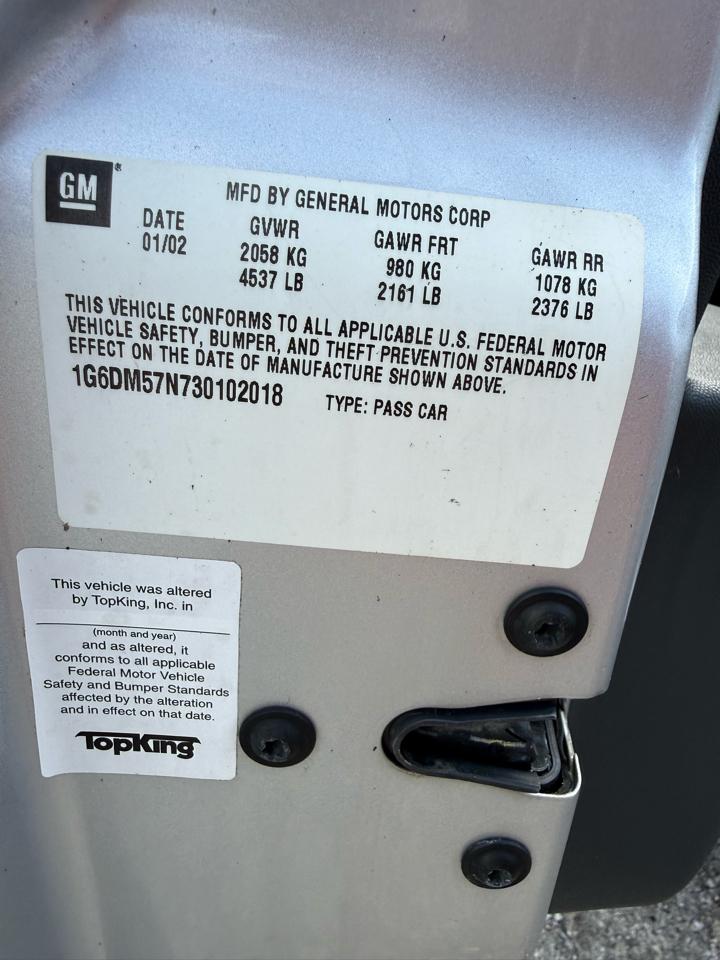 GM
®
MFD BY GENERAL MOTORS CORP
DATE GVWR GAWR FRT GAWR RR
01/02 2058 KG 980 KG 1078 KG
4537 LB 2161 LB 2376 LB
THIS VEHICLE CONFORMS TO ALL APPLICABLE U.S. FEDERAL MOTOR
VEHICLE SAFETY, BUMPER, AND THEFT PREVENTION STANDARDS IN
EFFECT ON THE DATE OF MANUFACTURE SHOWN ABOVE.
1G6DM57N730102018 TYPE: PASS CAR
This vehicle was altered
by TopKing, Inc. in
(month and year)
and as altered, it
conforms to all applicable
Federal Motor Vehicle
Safety and Bumper Standards
affected by the alteration
and in effect on that date.
TopKing